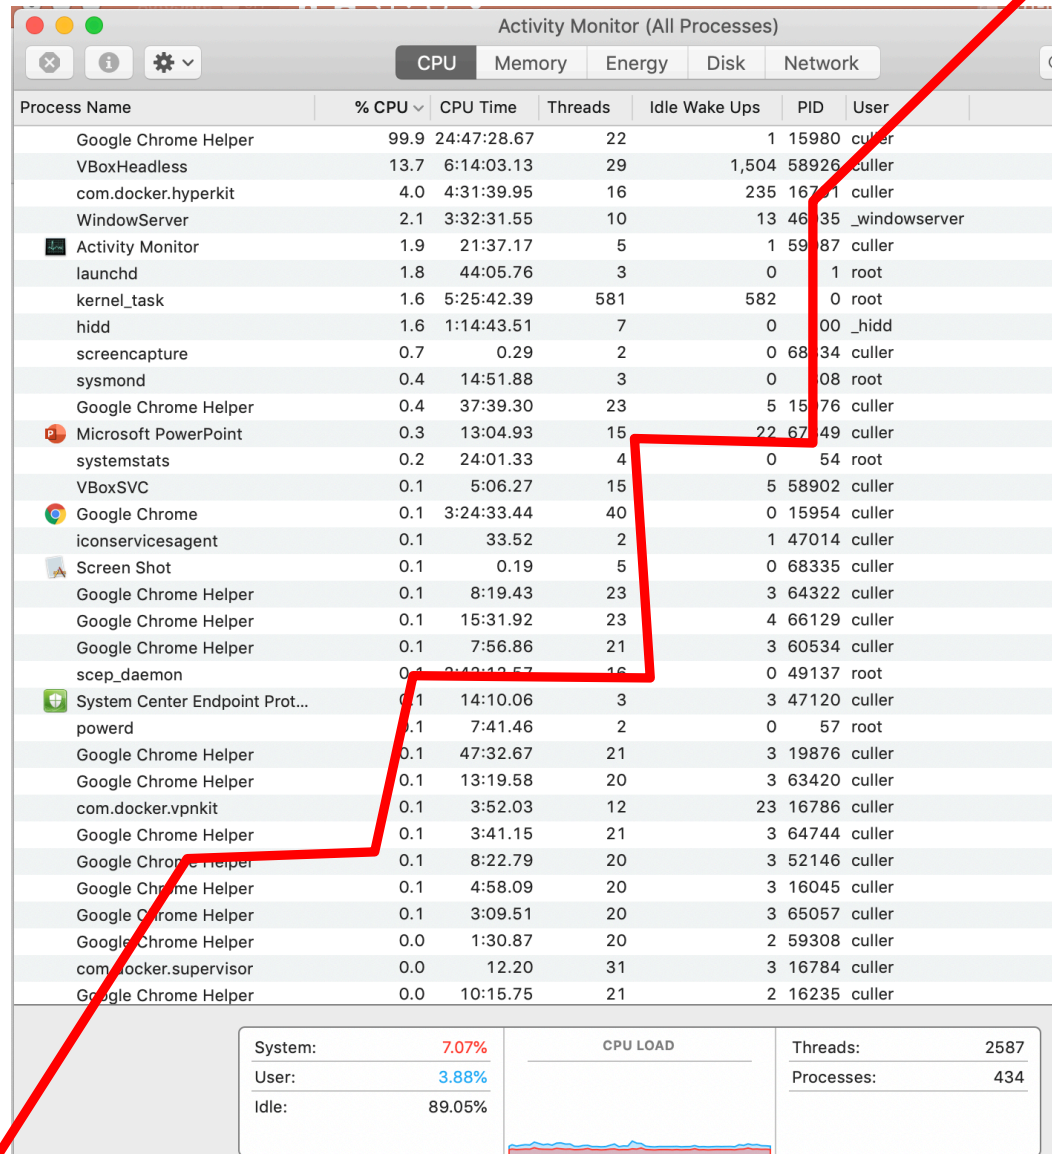 Activity Monitor (All Processes)
CPU Memory Energy Disk Network
Process Name % CPU CPU Time Threads Idle Wake Ups PID User
Google Chrome Helper 99.9 24:47:28.67 22 1 15980 culler
VBoxHeadless 13.7 6:14:03.13 29 1,504 58926 culler
com.docker.hyperkit 4.0 4:31:39.95 16 235 culler
WindowServer 2.1 3:32:31.55 10 13 _windowserver
Activity Monitor 1.9 21:37.17 5 1 culler
launchd 1.8 44:05.76 3 0 1 root
kernel_task 1.6 5:25:42.39 581 582 0 root
hidd 1.6 1:14:43.51 7 0 _hidd
screencapture 0.7 0.29 2 0 culler
sysmond 0.4 14:51.88 3 0 root
Google Chrome Helper 0.4 37:39.30 23 5 culler
Microsoft PowerPoint 0.3 13:04.93 15 22 culler
systemstats 0.2 24:01.33 4 0 54 root
VBoxSVC 0.1 5:06.27 15 5 58902 culler
Google Chrome 0.1 3:24:33.44 40 0 15954 culler
iconservicesagent 0.1 33.52 2 1 47014 culler
Screen Shot 0.1 0.19 5 0 68335 culler
Google Chrome Helper 0.1 8:19.43 23 3 64322 culler
Google Chrome Helper 0.1 15:31.92 23 4 66129 culler
Google Chrome Helper 0.1 7:56.86 21 3 60534 culler
scep_daemon 0.1 16 0 49137 root
System Center Endpoint Prot... 0.1 14:10.06 3 3 47120 culler
powerd 0.1 7:41.46 2 0 57 root
Google Chrome Helper 0.1 47:32.67 21 3 19876 culler
Google Chrome Helper 0.1 13:19.58 20 3 63420 culler
com.docker.vpnkit 0.1 3:52.03 12 23 16786 culler
Google Chrome Helper 0.1 3:41.15 21 3 64744 culler
Google Chrome Helper 0.1 8:22.79 20 3 52146 culler
Google Chrome Helper 0.1 4:58.09 20 3 16045 culler
Google Chrome Helper 0.1 3:09.51 20 3 65057 culler
Google Chrome Helper 0.0 1:30.87 20 2 59308 culler
com.docker.supervisor 0.0 12.20 31 3 16784 culler
Google Chrome Helper 0.0 10:15.75 21 2 16235 culler
System: 7.07% CPU LOAD Threads: 2587
User: 3.88% Processes: 434
Idle: 89.05%